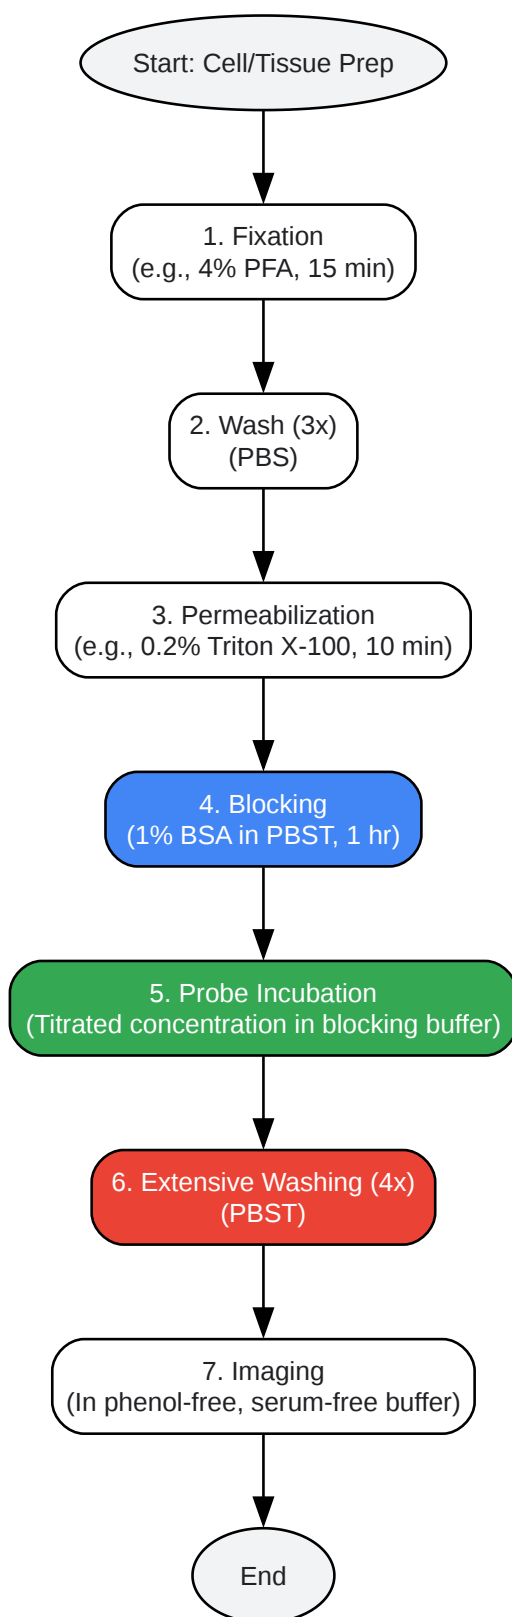 Start: Cell/Tissue Prep
1. Fixation
(e.g., 4% PFA, 15 min)
2. Wash (3x)
(PBS)
3. Permeabilization
(e.g., 0.2% Triton X-100, 10 min)
4. Blocking
(1% BSA in PBST, 1 hr)
5. Probe Incubation
(Titrated concentration in blocking buffer)
6. Extensive Washing (4x)
(PBST)
7. Imaging
(In phenol-free, serum-free buffer)
End